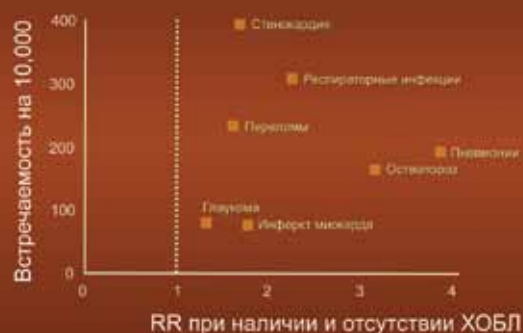 Встречаемость на 10,000
400
300
200
100
0
Стенокардия
Респираторные инфекции
Переломы
Пневмонии
Остеопороз
Глаукома
Инфаркт миокарда
0 1 2 3 4
RR при наличии и отсутствии ХОБЛ